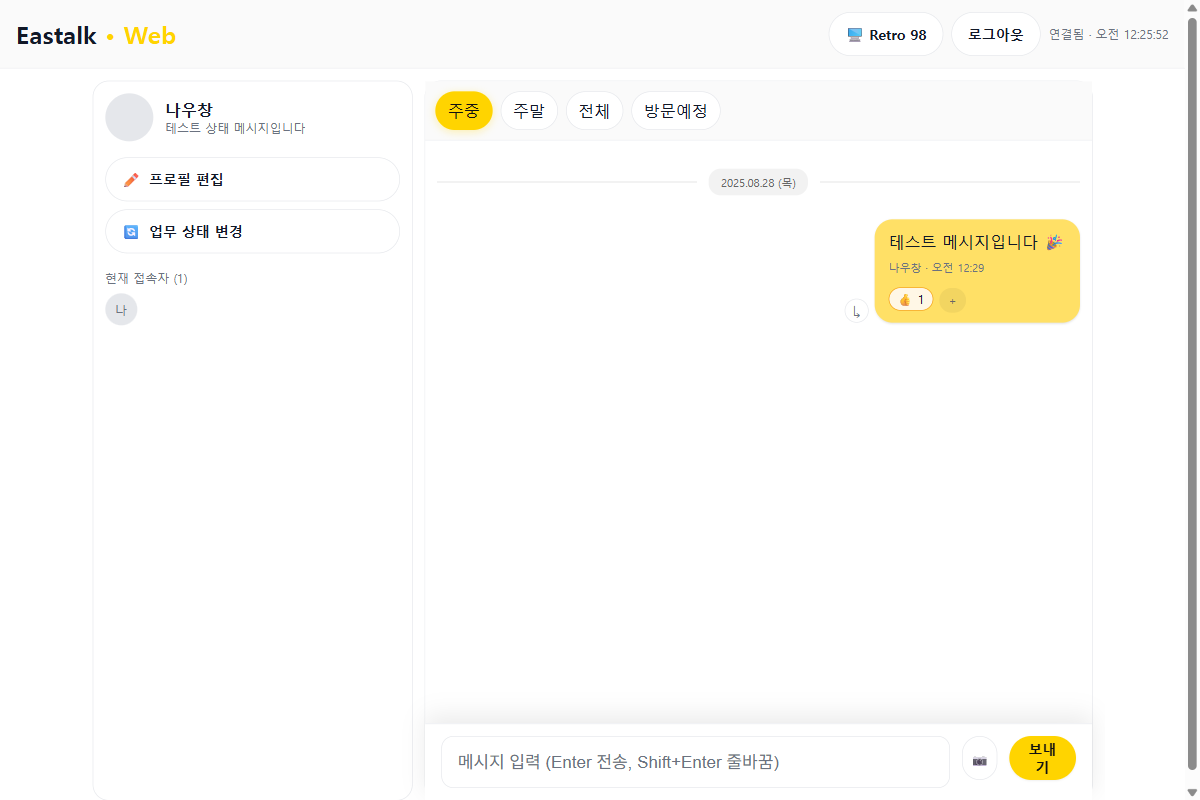 Eastalk • Web
🖥️ Retro 98
로그아웃
연결됨 · 오전 12:25:52
나우창
테스트 상태 메시지입니다
✏️ 프로필 편집
🔄 업무 상태 변경
현재 접속자 (1)
나
주중
주말
전체
방문예정
2025.08.28 (목)
테스트 메시지입니다 🎉
나우창 · 오전 12:29
👍 1
+
↳
메시지 입력 (Enter 전송, Shift+Enter 줄바꿈)
📷
보내
기